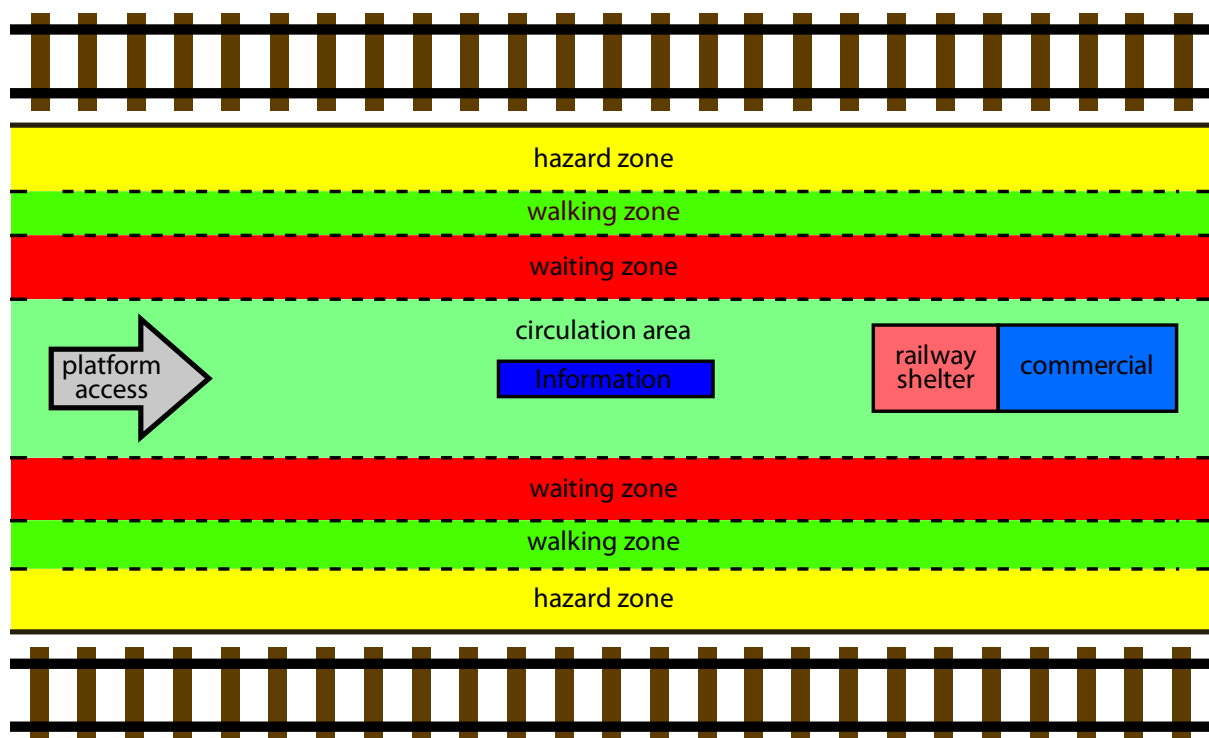 hazard zone
walking zone
waiting zone
circulation area
platform
access
Information
railway
shelter
commercial
waiting zone
walking zone
hazard zone